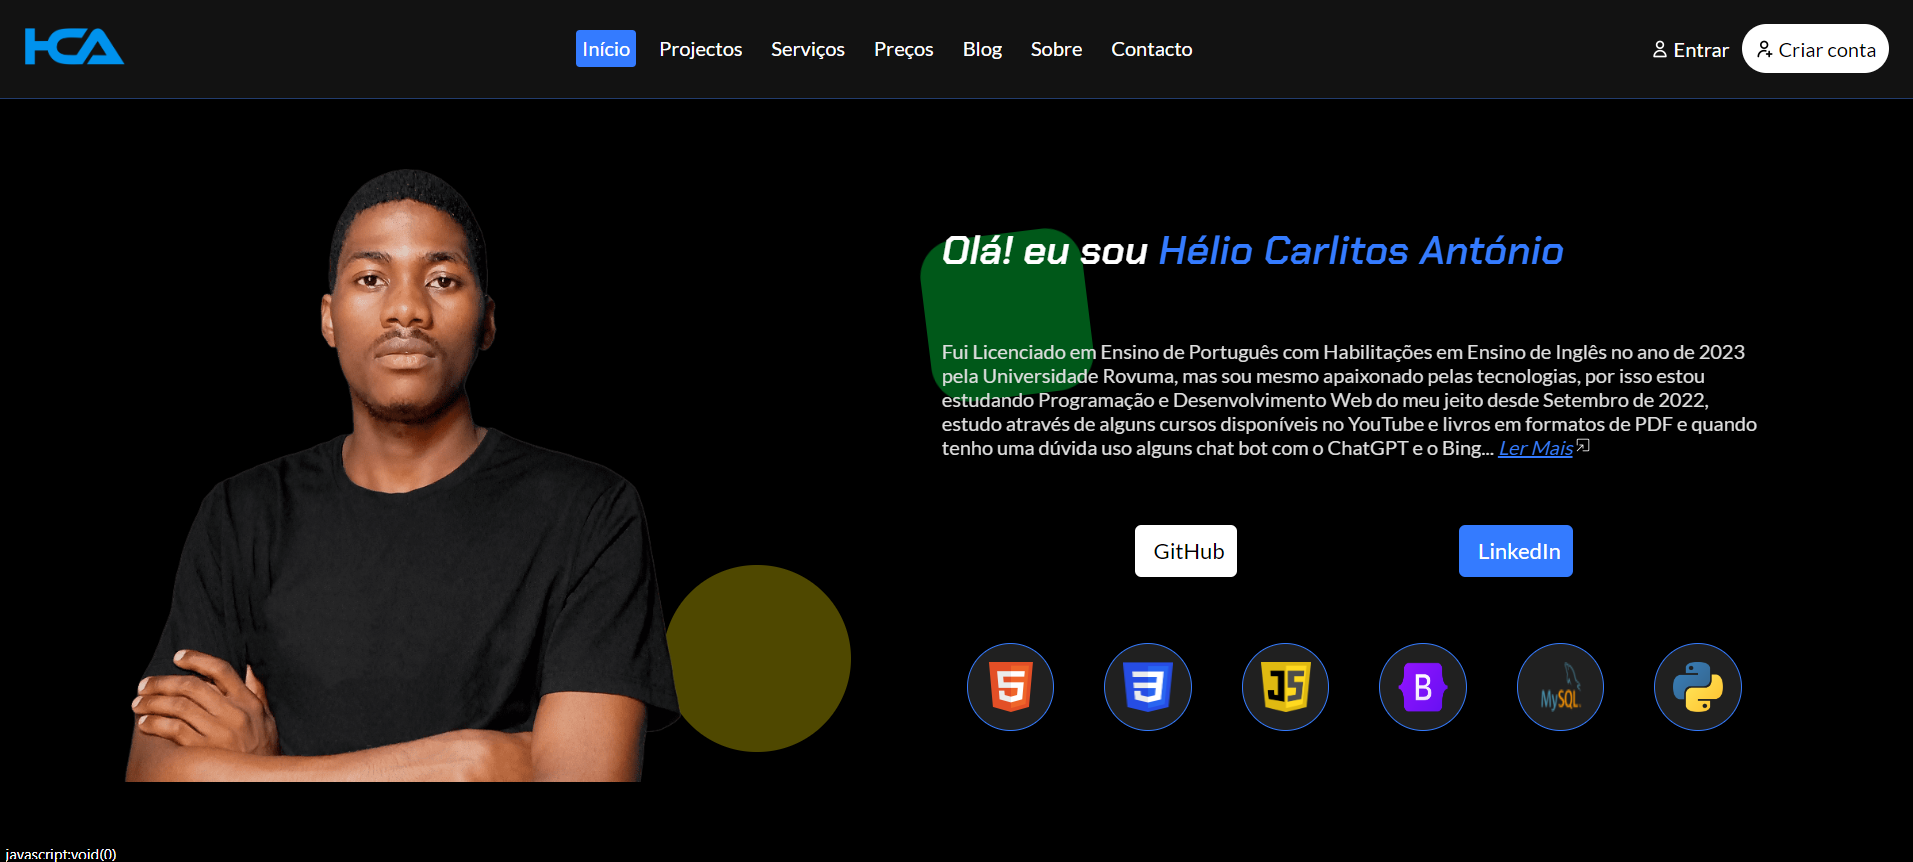 HCA
Início Projectos Serviços Preços Blog Sobre Contacto
Entrar Criar conta
Olá! eu sou Hélio Carlitos António
Fui Licenciado em Ensino de Português com Habilitações em Ensino de Inglês no ano de 2023
pela Universidade Rovuma, mas sou mesmo apaixonado pelas tecnologias, por isso estou
estudando Programação e Desenvolvimento Web do meu jeito desde Setembro de 2022,
estudo através de alguns cursos disponíveis no YouTube e livros em formatos de PDF e quando
tenho uma dúvida uso alguns chat bot com o ChatGPT e o Bing... Ler Mais
GitHub LinkedIn
5 3 JS B MySQL
javascript:void(0)